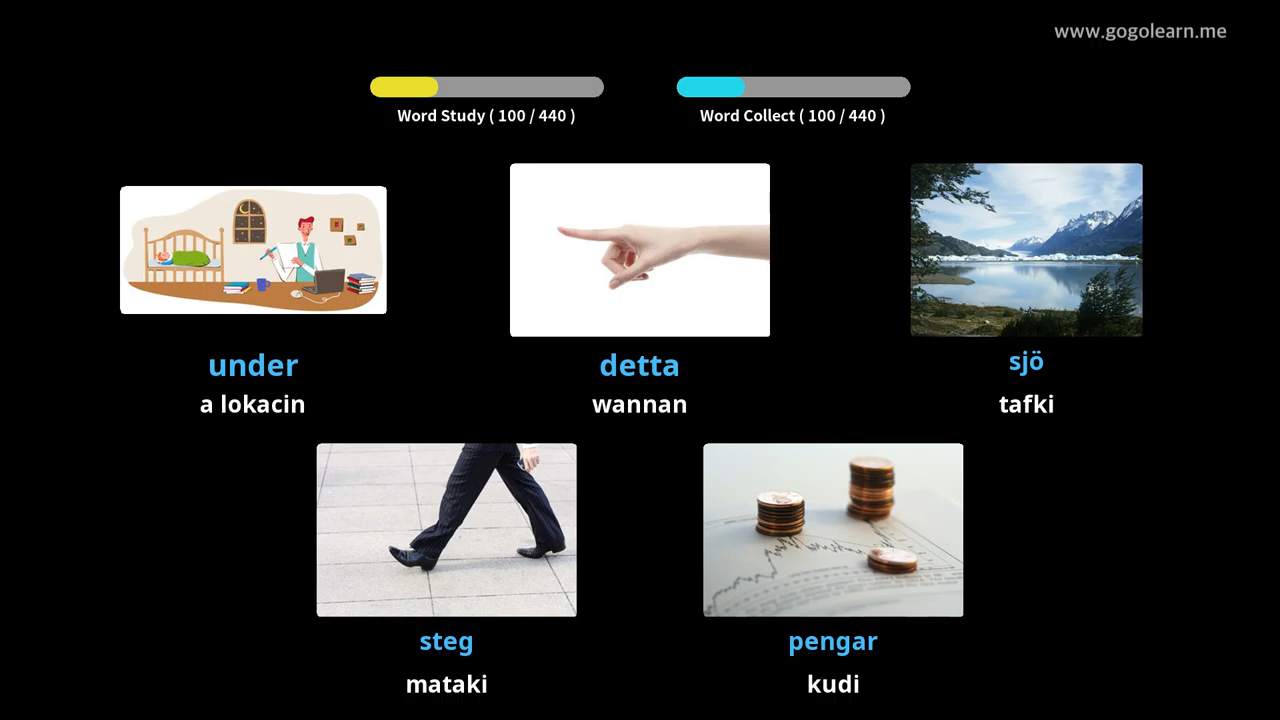 www.gogolearn.me
Word Study ( 100 / 440 )
Word Collect ( 100 / 440 )
under
a lokacin
detta
wannan
sjö
tafki
steg
mataki
pengar
kudi